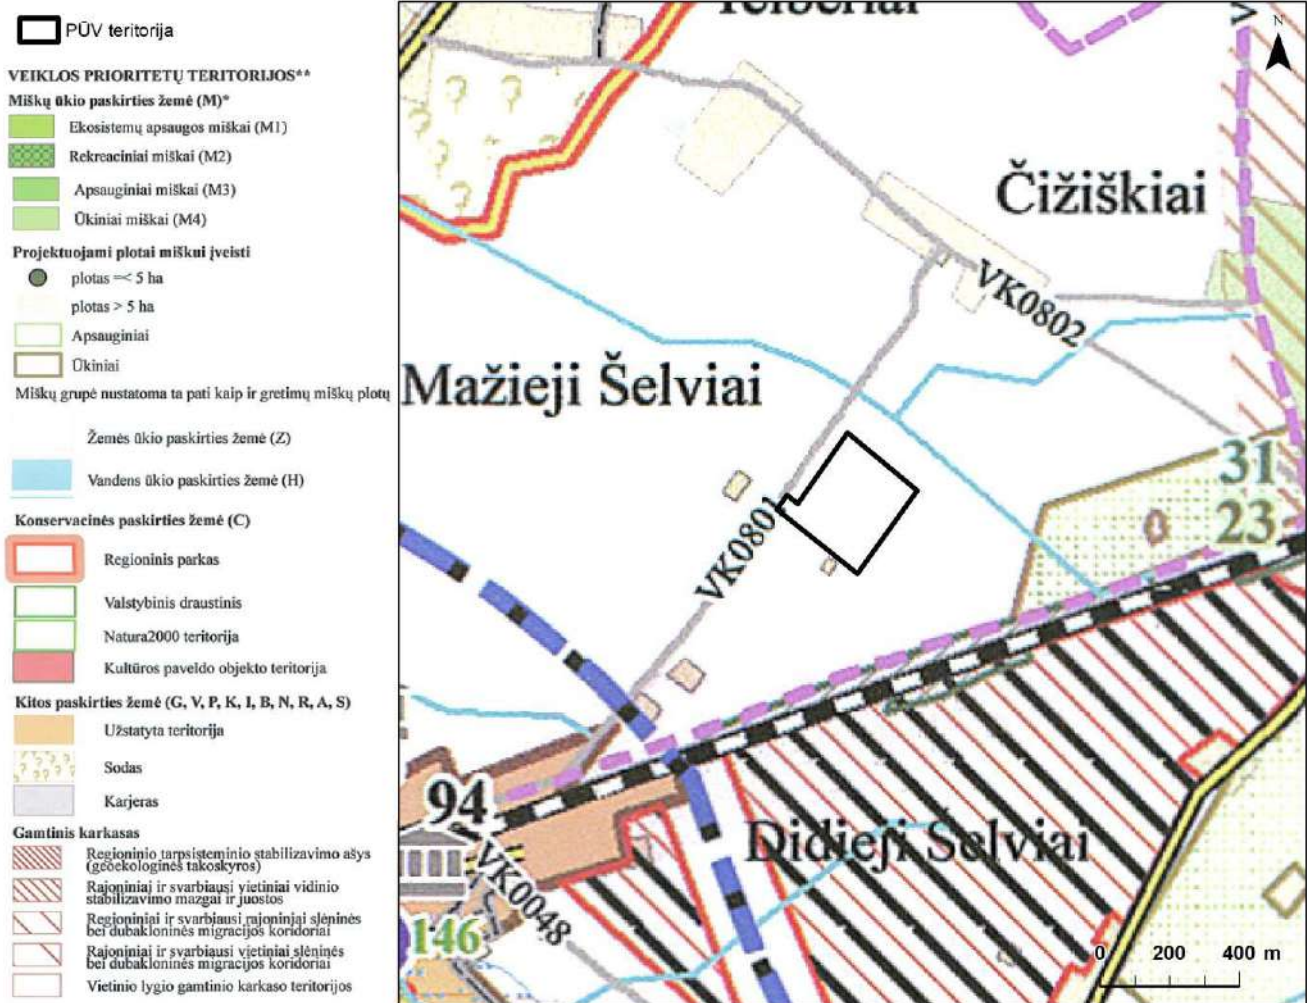 PŪV teritorija
VEIKLOS PRIORITETŲ TERITORIJOS**
Miškų ūkio paskirties žemė (M)*
Ekosistemų apsaugos miškai (M1)
Rekreaciniai miškai (M2)
Apsauginiai miškai (M3)
Ūkiniai miškai (M4)
Projektuojami plotai miškui įveisti
plotas =< 5 ha
plotas > 5 ha
Apsauginiai
Ūkiniai
Miškų grupė nustatoma ta pati kaip ir gretimų miškų plotų
Žemės ūkio paskirties žemė (Z)
Vandens ūkio paskirties žemė (H)
Konservacinės paskirties žemė (C)
Regioninis parkas
Valstybinis draustinis
Natura2000 teritorija
Kultūros paveldo objekto teritorija
Kitos paskirties žemė (G, V, P, K, I, B, N, R, A, S)
Užstatyta teritorija
Sodas
Karjeras
Gamtinis karkasas
Regioninio tarpsisteminio stabilizavimo ašys
(geoekologinės takoskyros)
Rajoniniai ir svarbiausi vietiniai vidinio
stabilizavimo mazgai ir juostos
Regioniniai ir svarbiausi rajoniniai slėninės
bei dubakloninės migracijos koridoriai
Rajoniniai ir svarbiausi vietiniai slėninės
bei dubakloninės migracijos koridoriai
Vietinio lygio gamtinio karkaso teritorijos
V
N
Čižiškiai
VK0802
Mažieji Šelviai
31
23
VK0801
94
Didieji Šelviai
VK0048
146
0 200 400 m